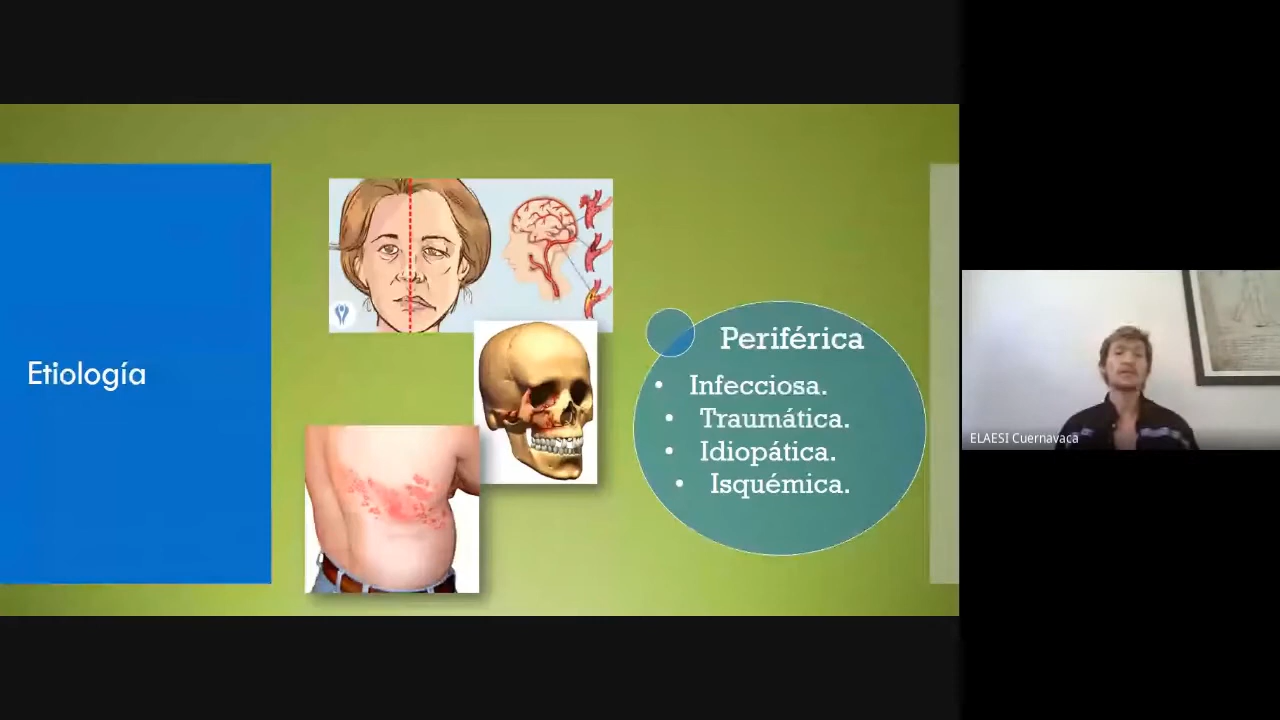 Etiología
Periférica
• Infecciosa.
• Traumática.
• Idiopática.
• Isquémica.
ELAESI Cuernavaca